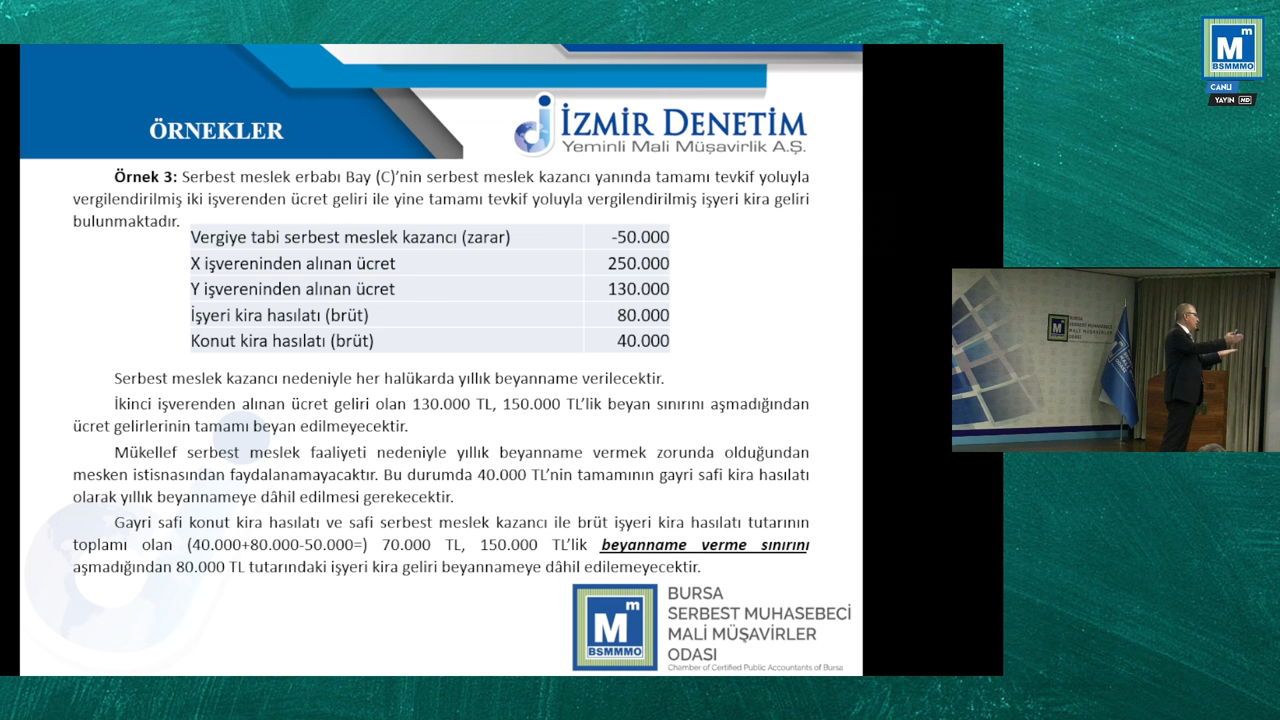 m
M
BSMMMO
CANLI
YAYIN HD
ÖRNEKLER
İZMİR DENETİM
Yeminli Mali Müşavirlik A.Ş.
Örnek 3: Serbest meslek erbabı Bay (C)’nin serbest meslek kazancı yanında tamamı tevkif yoluyla
vergilendirilmiş iki işverenden ücret geliri ile yine tamamı tevkif yoluyla vergilendirilmiş işyeri kira geliri
bulunmaktadır.
Vergiye tabi serbest meslek kazancı (zarar) -50.000
X işvereninden alınan ücret 250.000
Y işvereninden alınan ücret 130.000
İşyeri kira hasılatı (brüt) 80.000
Konut kira hasılatı (brüt) 40.000
Serbest meslek kazancı nedeniyle her halükarda yıllık beyanname verilecektir.
İkinci işverenden alınan ücret geliri olan 130.000 TL, 150.000 TL’lik beyan sınırını aşmadığından
ücret gelirlerinin tamamı beyan edilmeyecektir.
Mükellef serbest meslek faaliyeti nedeniyle yıllık beyanname vermek zorunda olduğundan
mesken istisnasından faydalanamayacaktır. Bu durumda 40.000 TL’nin tamamının gayri safi kira hasılatı
olarak yıllık beyannameye dâhil edilmesi gerekecektir.
Gayri safi konut kira hasılatı ve safi serbest meslek kazancı ile brüt işyeri kira hasılatı tutarının
toplamı olan (40.000+80.000-50.000=) 70.000 TL, 150.000 TL’lik beyanname verme sınırını
aşmadığından 80.000 TL tutarındaki işyeri kira geliri beyannameye dâhil edilemeyecektir.
m
M
BSMMMO
BURSA
SERBEST MUHASEBECİ
MALİ MÜŞAVİRLER
ODASI
Chamber of Certified Public Accountants of Bursa
M
BURSA
SERBEST MUHASEBECİ
MALİ MÜŞAVİRLER
ODASI